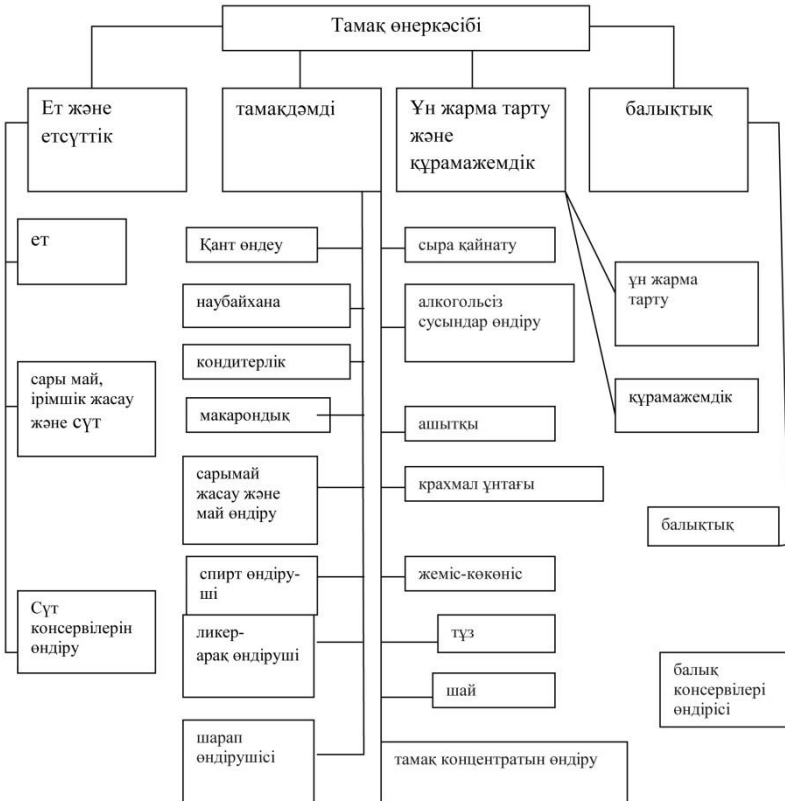 Тамақ өнеркәсібі
Ет және
етсүттік
тамақдәмді
Ұн жарма тарту
және
құрамажемдік
балықтық
ет
сары май,
ірімшік жасау
және сүт
Сүт
консервілерін
өндіру
Қант өңдеу
наубайхана
кондитерлік
макарондық
сарымай
жасау және
май өндіру
спирт өндіру-
ші
ликер-
арақ өндіруші
шарап
өндірушісі
сыра қайнату
алкогольсіз
сусындар өндіру
ашытқы
крахмал ұнтағы
жеміс-көкөніс
тұз
шай
тамақ концентратын өндіру
ұн жарма
тарту
құрамажемдік
балықтық
балық
консервілері
өндірісі